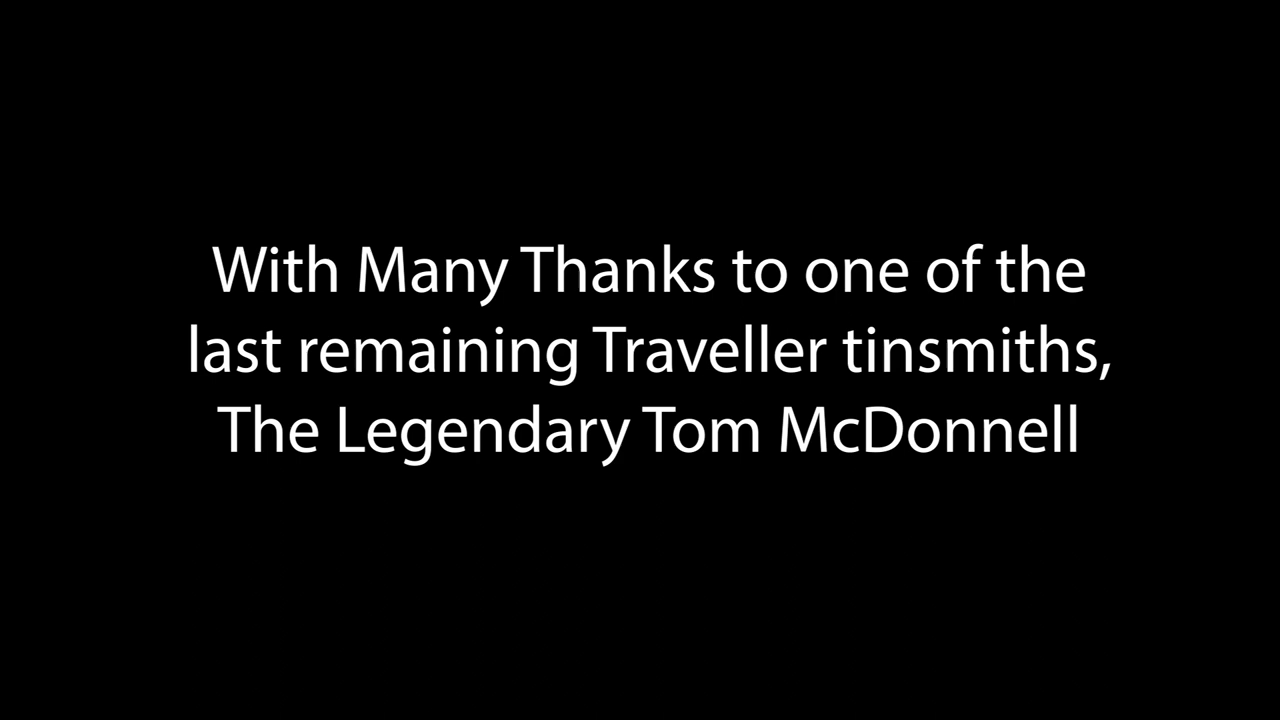 With Many Thanks to one of the
last remaining Traveller tinsmiths,
The Legendary Tom McDonnell